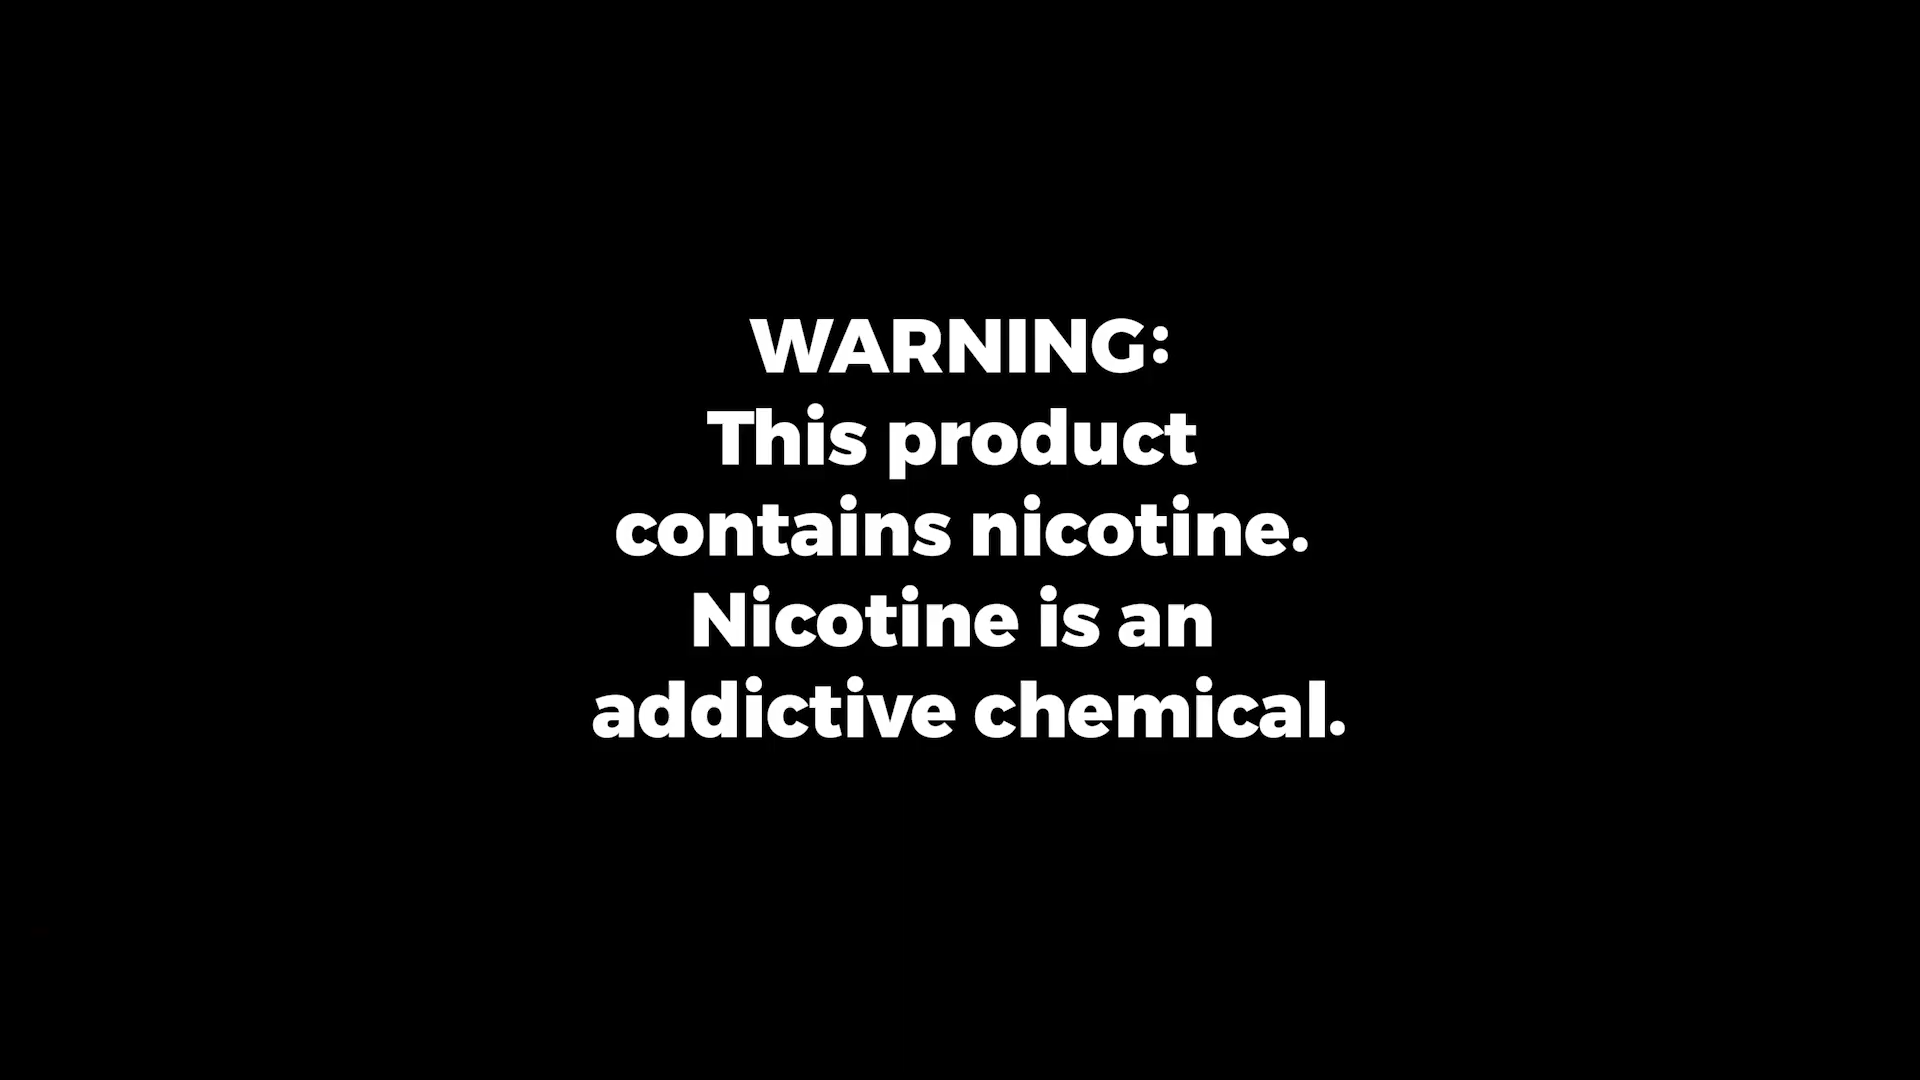 WARNING:
This product
contains nicotine.
Nicotine is an
addictive chemical.